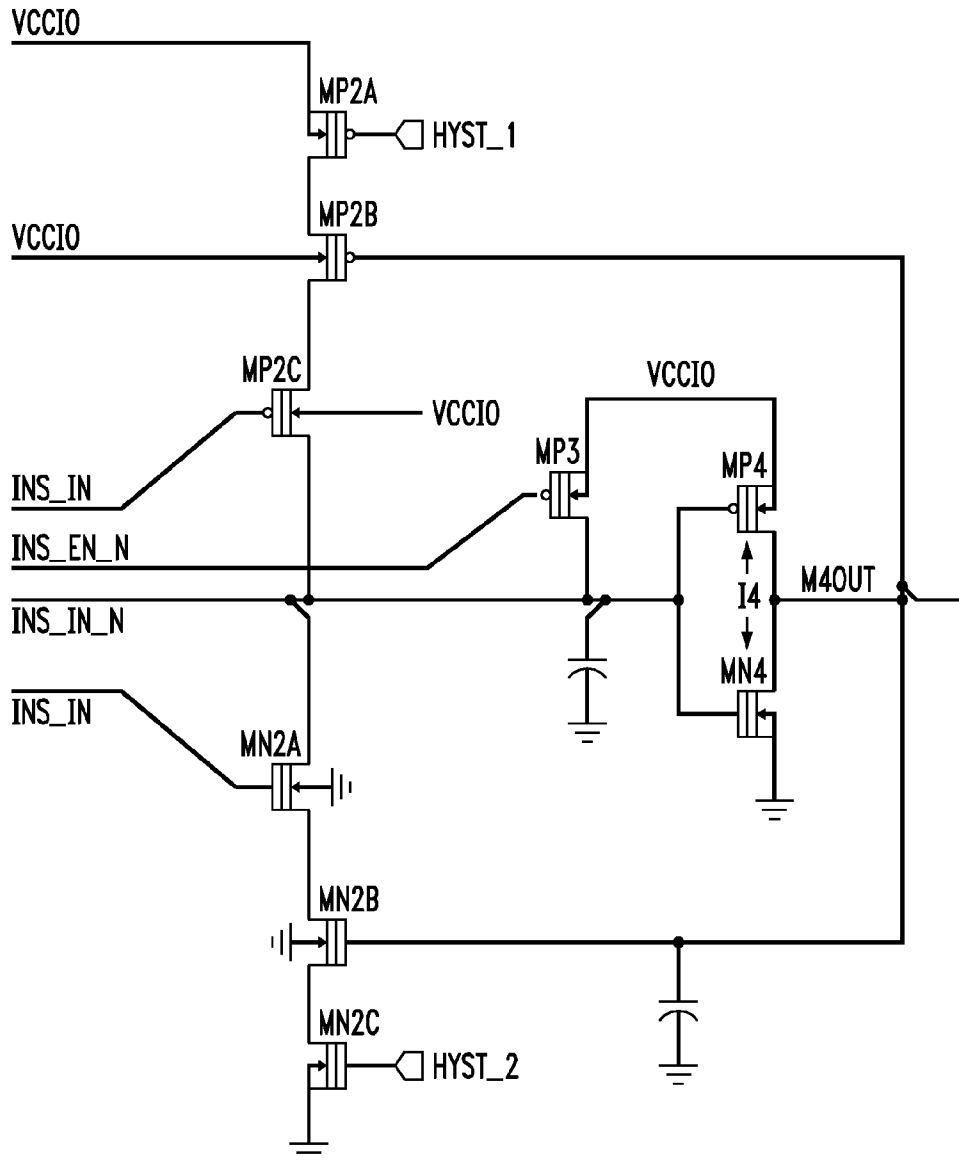 VCCIO
MP2A
HYST_1
MP2B
VCCIO
MP2C
VCCIO
VCCIO
MP3
MP4
INS_IN
INS_EN_N
I4
M4OUT
INS_IN_N
MN4
INS_IN
MN2A
MN2B
MN2C
HYST_2